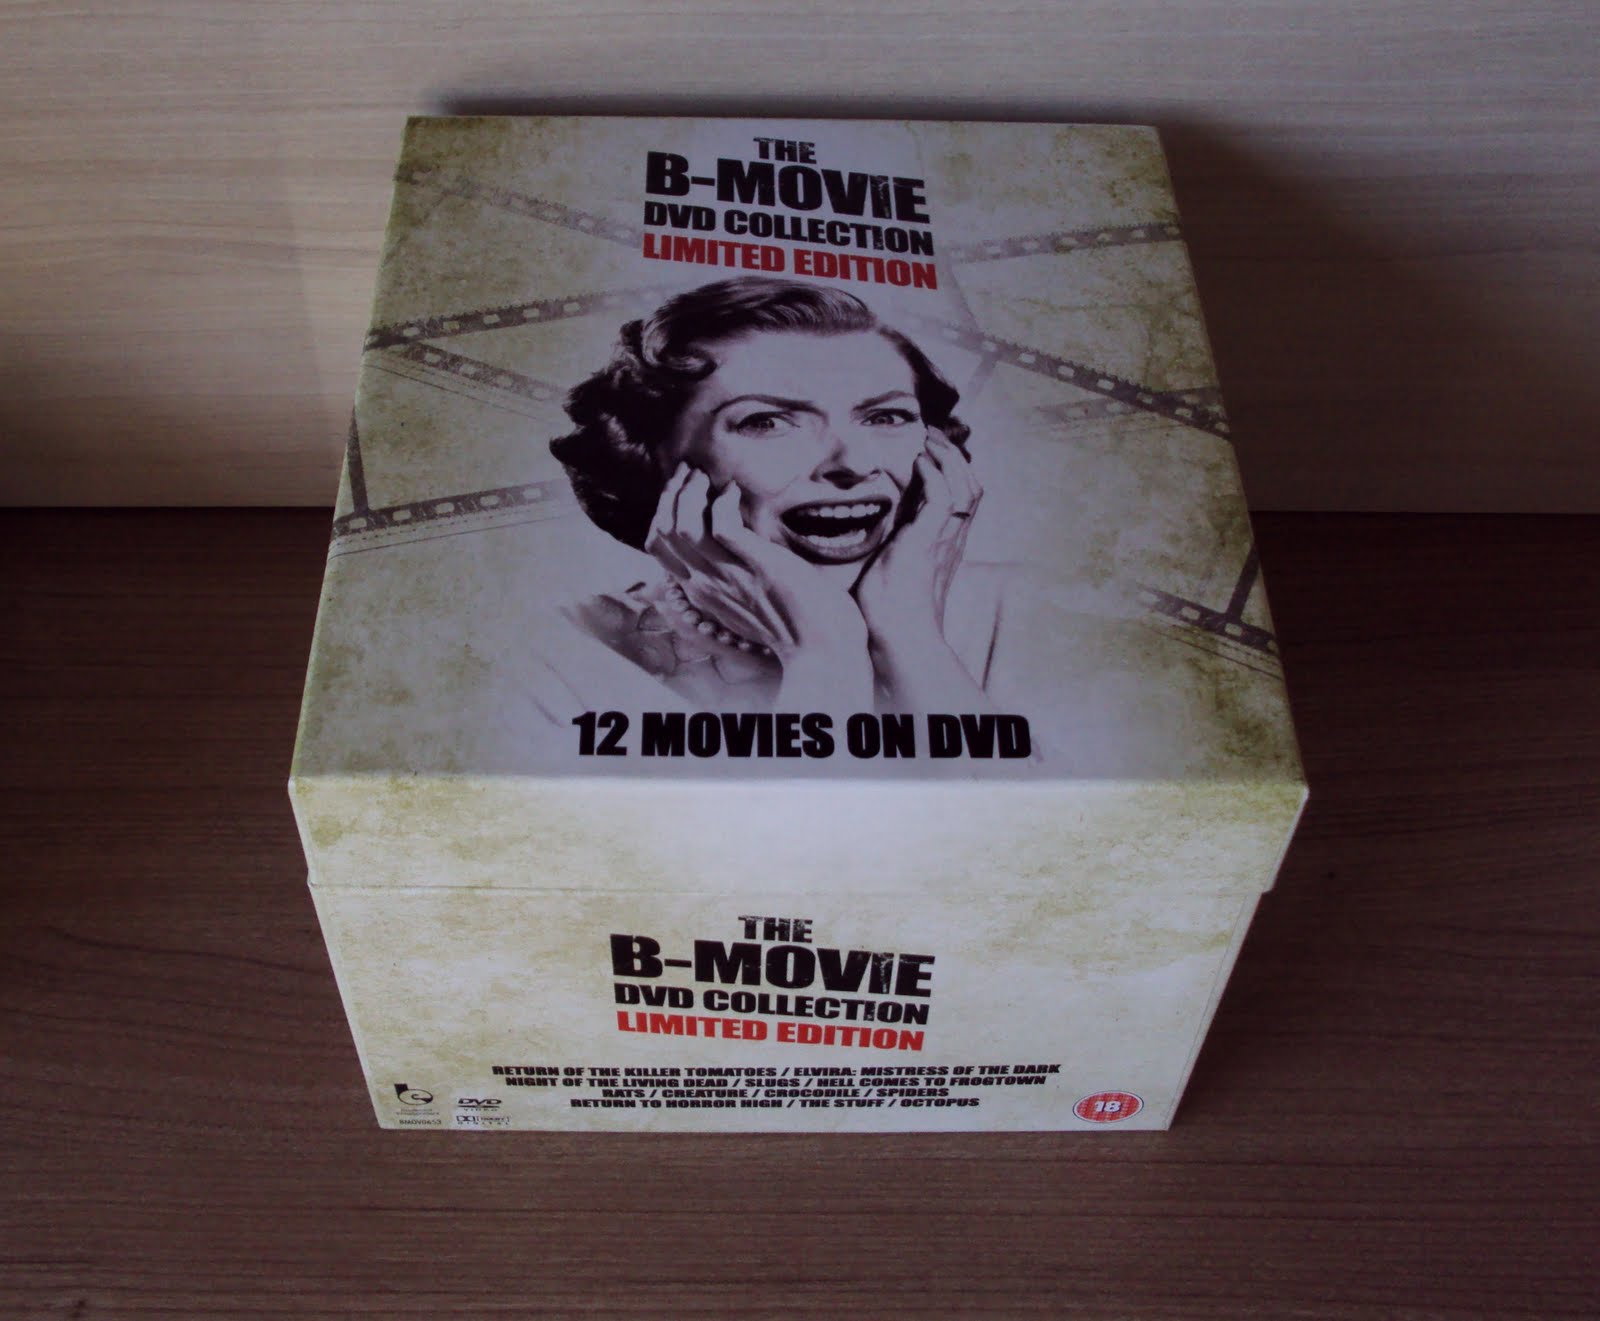 THE
B-MOVIE
DVD COLLECTION
LIMITED EDITION
12 MOVIES ON DVD
THE
B-MOVIE
DVD COLLECTION
LIMITED EDITION
RETURN OF THE KILLER TOMATOES / ELVIRA: MISTRESS OF THE DARK
NIGHT OF THE LIVING DEAD / SLUGS / HELL COMES TO FROGTOWN
RATS / CREATURE / CROCODILE / SPIDERS
RETURN TO HORROR HIGH / THE STUFF / OCTOPUS
DVD
VIDEO
DIGITAL
18